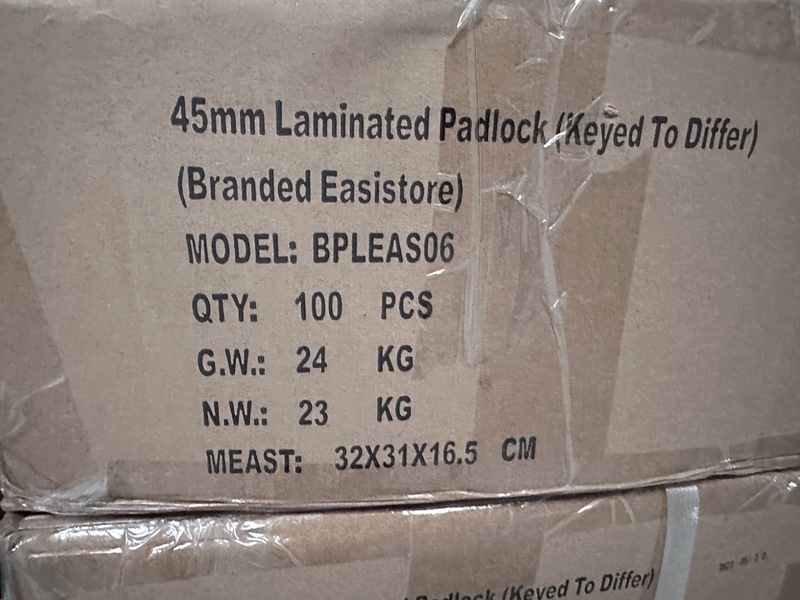 45mm Laminated Padlock (Keyed To Differ)
(Branded Easistore)
MODEL: BPLEAS06
QTY: 100 PCS
G.W.: 24 KG
N.W.: 23 KG
MEAST: 32X31X16.5 CM
Padlock (Keyed To Differ)